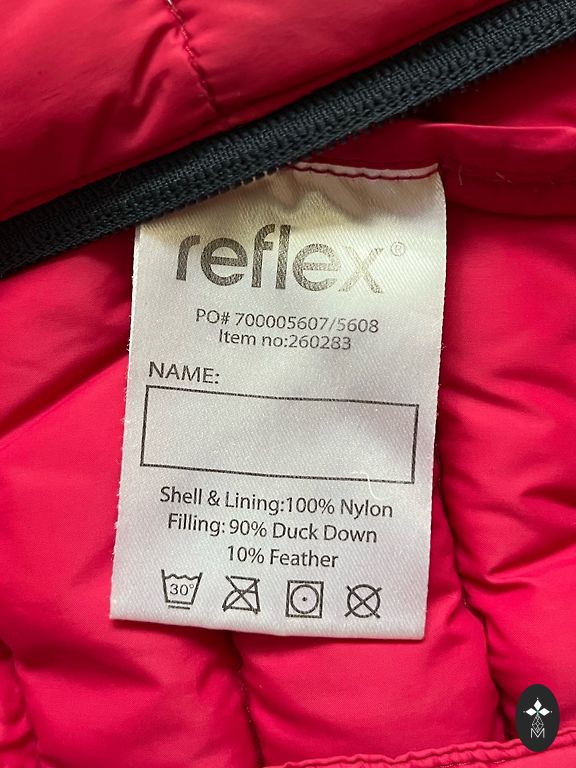 reflex®
PO# 700005607/5608
Item no:260283
NAME:
Shell & Lining:100% Nylon
Filling: 90% Duck Down
10% Feather
30°
M